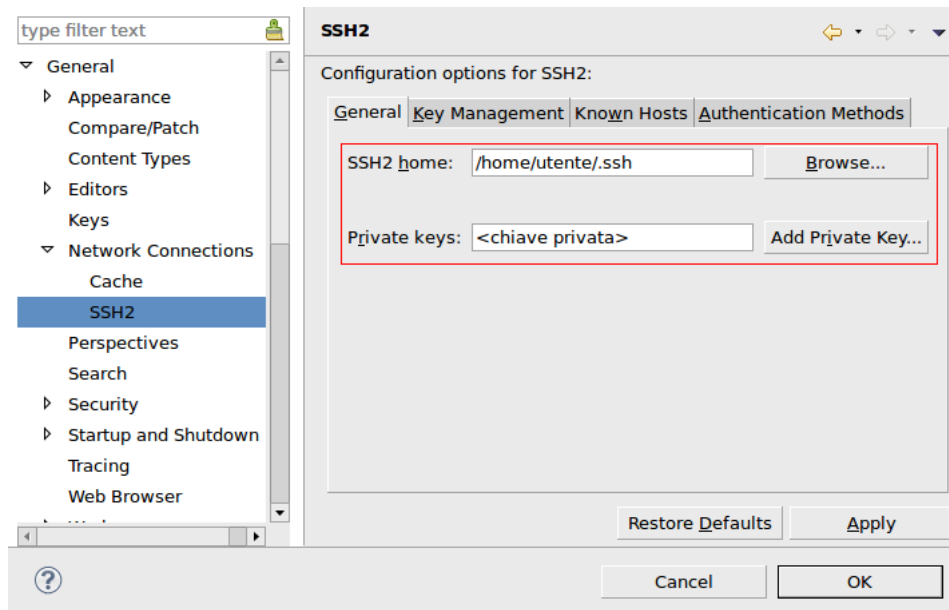 type filter text
General
Appearance
Compare/Patch
Content Types
Editors
Keys
Network Connections
Cache
SSH2
Perspectives
Search
Security
Startup and Shutdown
Tracing
Web Browser
SSH2
Configuration options for SSH2:
General Key Management Known Hosts Authentication Methods
SSH2 home: /home/utente/.ssh Browse...
Private keys: <chiave privata> Add Private Key...
Restore Defaults Apply
Cancel OK